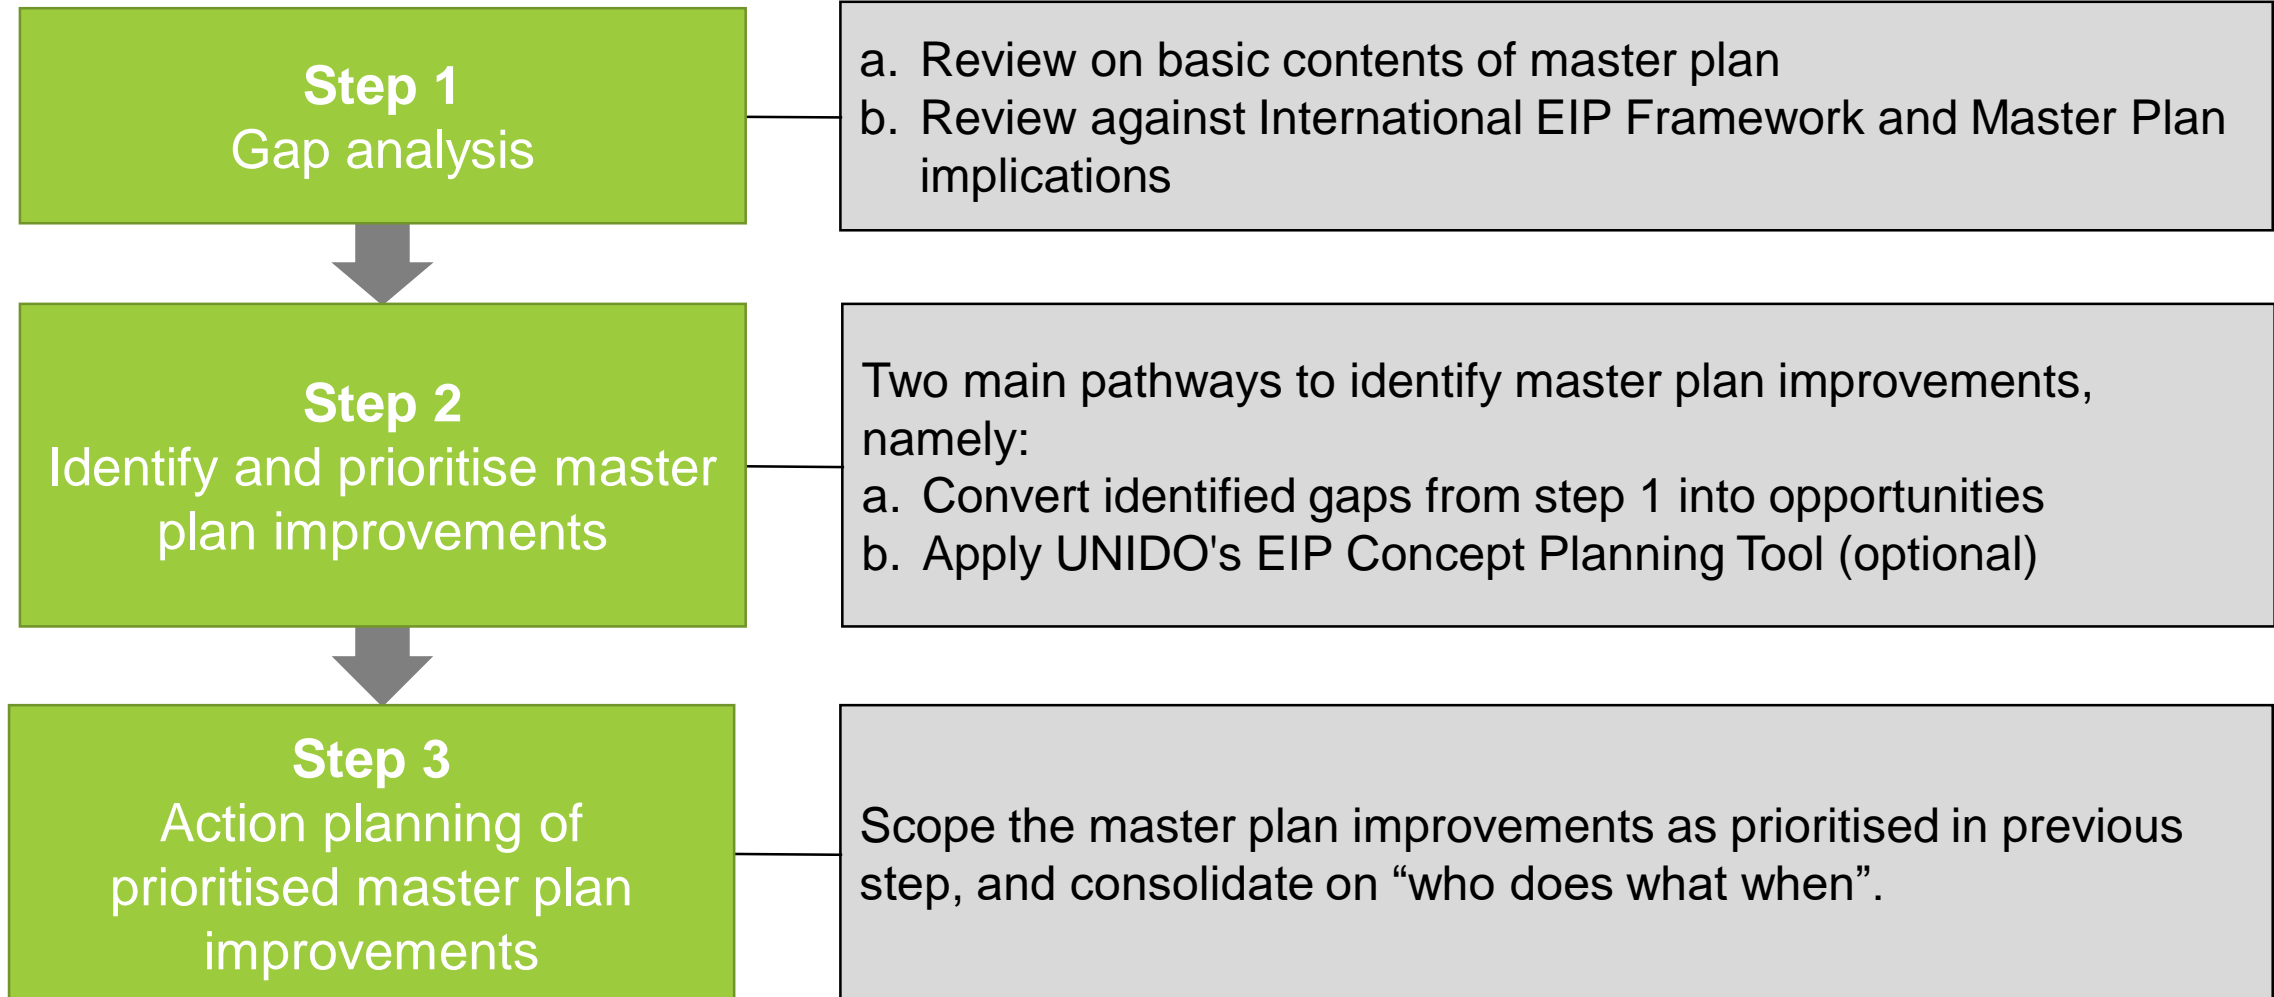 Step 1
Gap analysis
a. Review on basic contents of master plan
b. Review against International EIP Framework and Master Plan
implications
Step 2
Identify and prioritise master
plan improvements
Two main pathways to identify master plan improvements,
namely:
a. Convert identified gaps from step 1 into opportunities
b. Apply UNIDO's EIP Concept Planning Tool (optional)
Step 3
Action planning of
prioritised master plan
improvements
Scope the master plan improvements as prioritised in previous
step, and consolidate on “who does what when”.